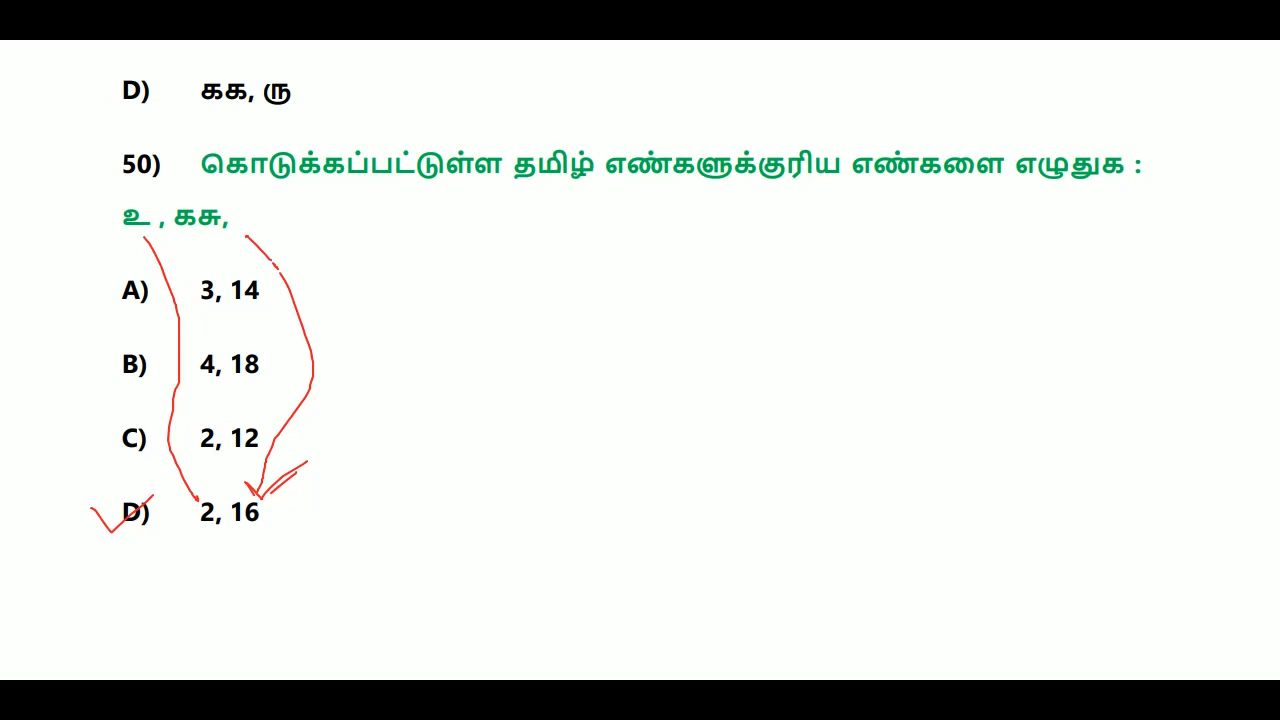 D) கக, ரு
50) கொடுக்கப்பட்டுள்ள தமிழ் எண்களுக்குரிய எண்களை எழுதுக :
உ , கசு,
A) 3, 14
B) 4, 18
C) 2, 12
D) 2, 16